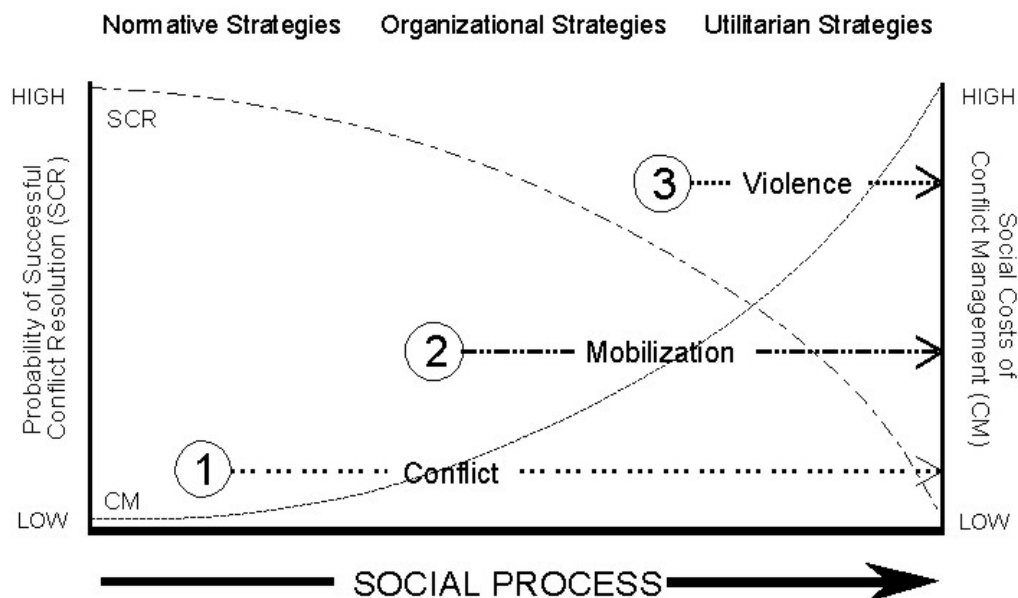 Normative Strategies Organizational Strategies Utilitarian Strategies
HIGH
HIGH
SCR
Probability of Successful
Conflict Resolution (SCR)
Social Costs of
Conflict Management (CM)
3 Violence
2 Mobilization
1 Conflict
CM
LOW
LOW
SOCIAL PROCESS